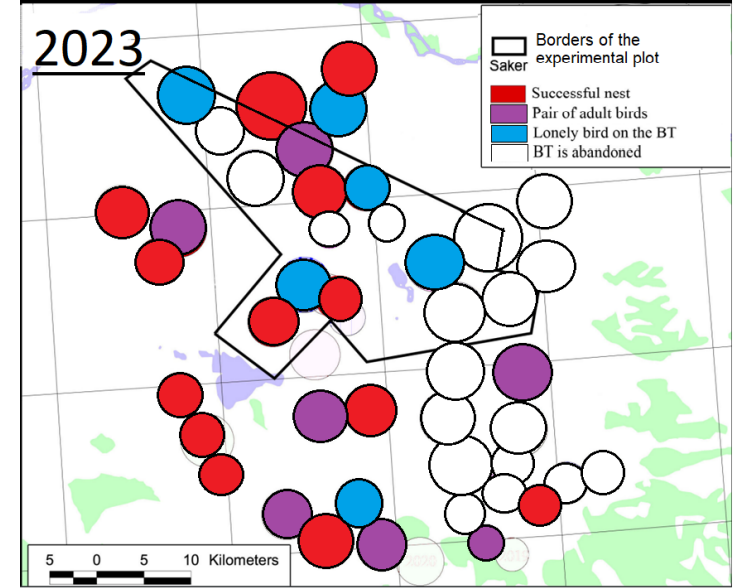 2023
Borders of the
experimental plot
Saker
Successful nest
Pair of adult birds
Lonely bird on the BT
BT is abandoned
5 0 5 10 Kilometers